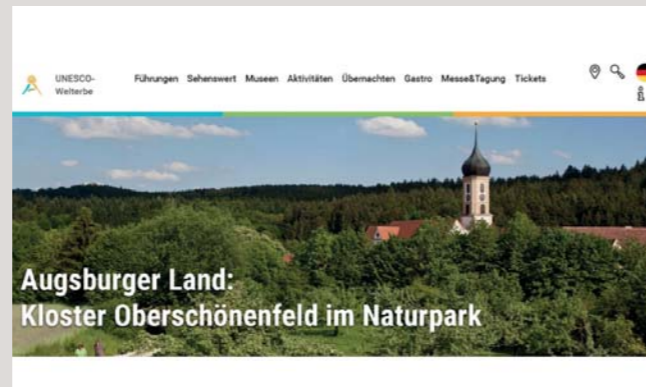 UNESCO-
Welterbe
Führungen Sehenswert Museen Aktivitäten Übernachten Gastro Messe&Tagung Tickets
Augsburger Land:
Kloster Oberschönenfeld im Naturpark